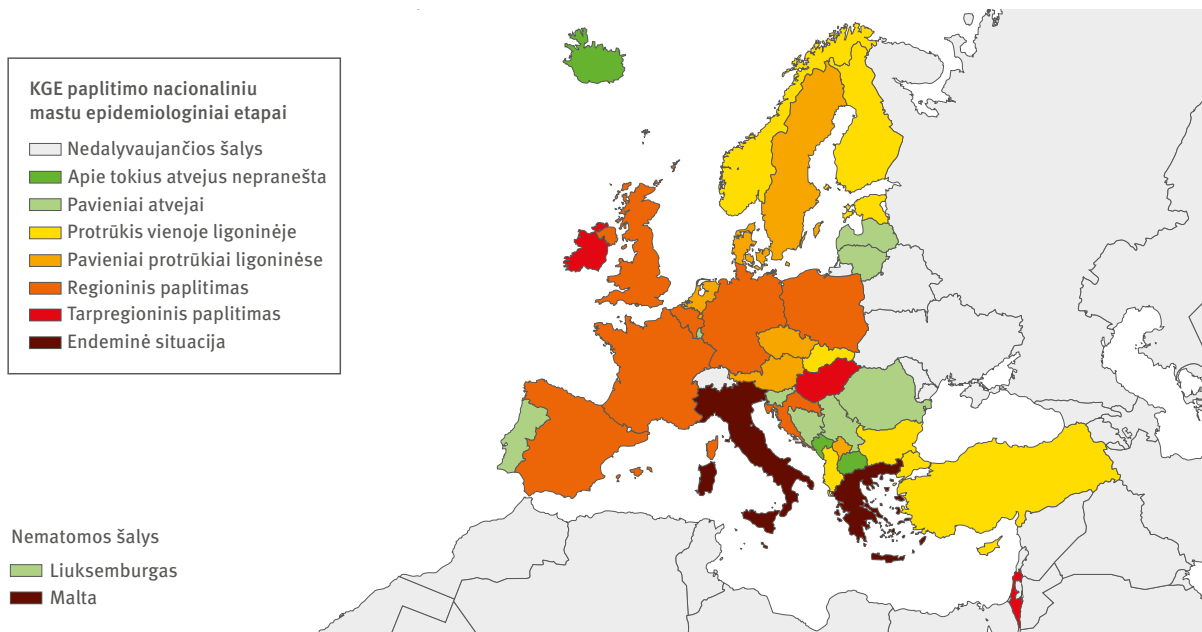 KGE paplitimo nacionaliniu
mastu epidemiologiniai etapai
Nedalyvaujančios šalys
Apie tokius atvejus nepranešta
Pavieniai atvejai
Protrūkis vienoje ligoninėje
Pavieniai protrūkiai ligoninėse
Regioninis paplitimas
Tarpregioninis paplitimas
Endeminė situacija
Nematomos šalys
Liuksemburgas
Malta